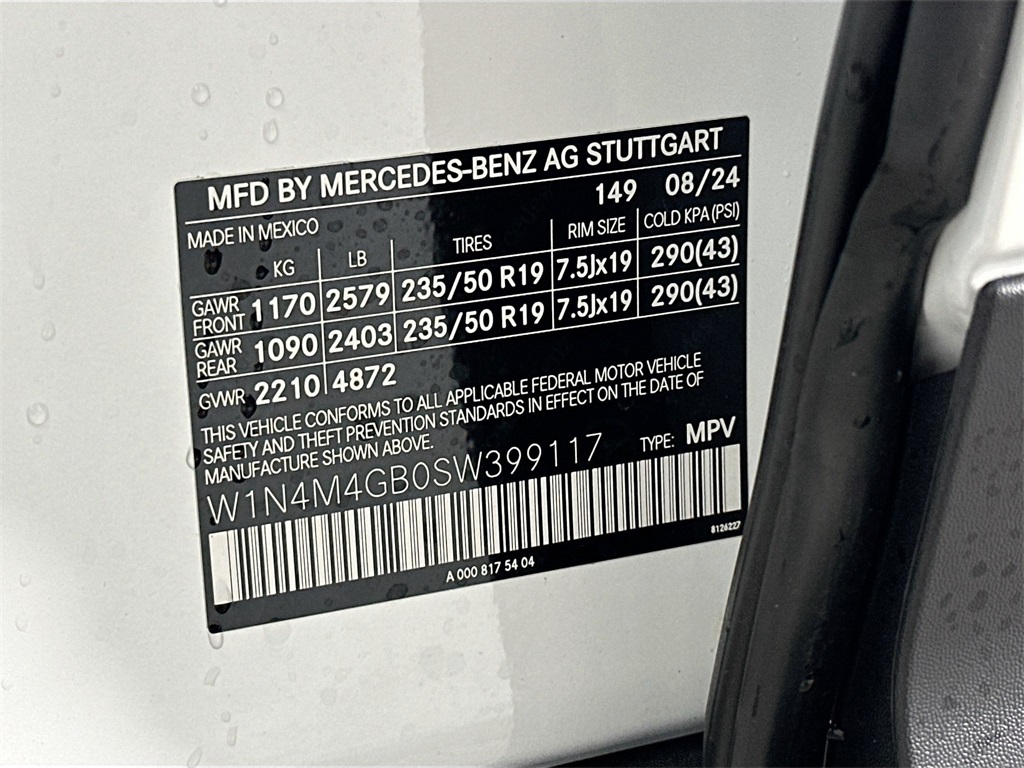 MFD BY MERCEDES-BENZ AG STUTTGART
149 08/24
MADE IN MEXICO
KG LB TIRES RIM SIZE COLD KPA (PSI)
GAWR FRONT 1170 2579 235/50 R19 7.5Jx19 290(43)
GAWR REAR 1090 2403 235/50 R19 7.5Jx19 290(43)
GVWR 2210 4872
THIS VEHICLE CONFORMS TO ALL APPLICABLE FEDERAL MOTOR VEHICLE
SAFETY AND THEFT PREVENTION STANDARDS IN EFFECT ON THE DATE OF
MANUFACTURE SHOWN ABOVE.
W1N4M4GB0SW399117 TYPE: MPV
8126227
A 000 817 54 04